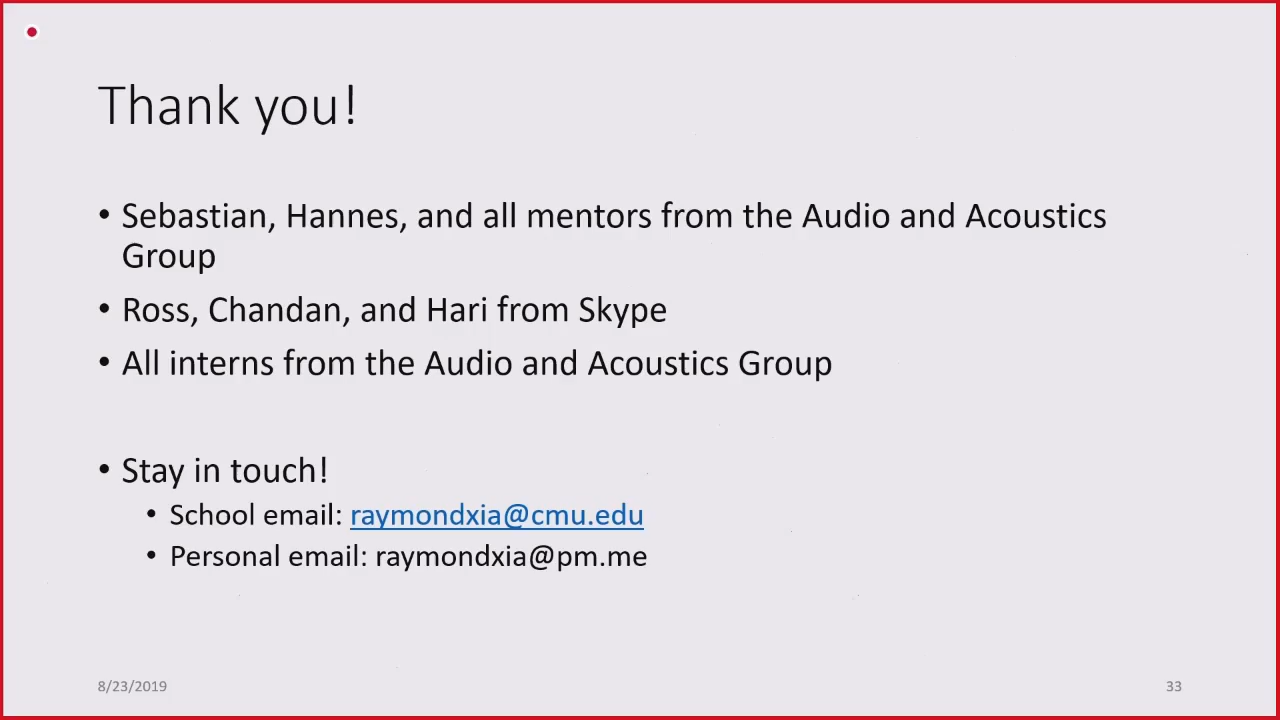 Thank you!
• Sebastian, Hannes, and all mentors from the Audio and Acoustics
Group
• Ross, Chandan, and Hari from Skype
• All interns from the Audio and Acoustics Group
• Stay in touch!
• School email: raymondxia@cmu.edu
• Personal email: raymondxia@pm.me
8/23/2019
33